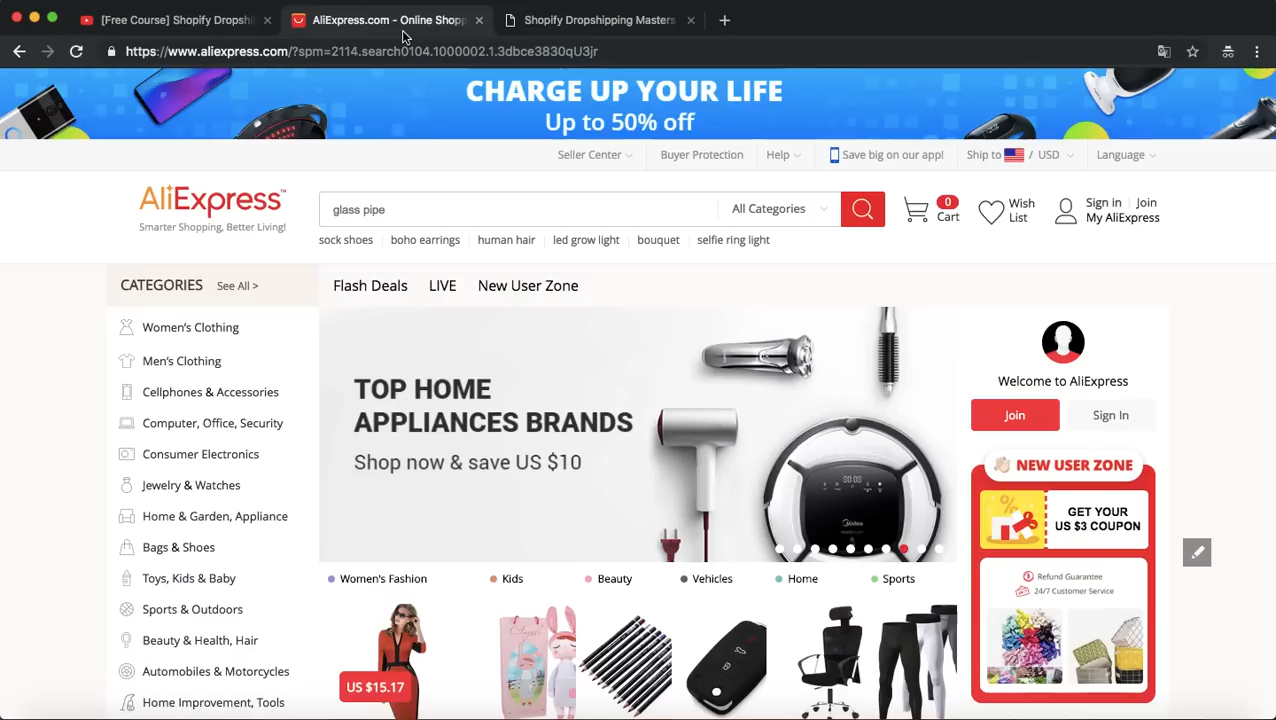 [Free Course] Shopify Dropshi
AliExpress.com - Online Shopp
Shopify Dropshipping Masters
https://www.aliexpress.com/?spm=2114.search0104.1000002.1.3dbce3830qU3jr
CHARGE UP YOUR LIFE
Up to 50% off
Seller Center
Buyer Protection
Help
Save big on our app!
Ship to / USD
Language
AliExpress™
Smarter Shopping, Better Living!
glass pipe
All Categories
0
Cart
Wish
List
Sign in | Join
My AliExpress
sock shoes
boho earrings
human hair
led grow light
bouquet
selfie ring light
CATEGORIES See All >
Flash Deals
LIVE
New User Zone
Women's Clothing
Men's Clothing
Cellphones & Accessories
Computer, Office, Security
Consumer Electronics
Jewelry & Watches
Home & Garden, Appliance
Bags & Shoes
Toys, Kids & Baby
Sports & Outdoors
Beauty & Health, Hair
Automobiles & Motorcycles
Home Improvement, Tools
TOP HOME
APPLIANCES BRANDS
Shop now & save US $10
Midea
Women's Fashion
Kids
Beauty
Vehicles
Home
Sports
US $15.17
Welcome to AliExpress
Join
Sign In
NEW USER ZONE
GET YOUR
US $3 COUPON
Refund Guarantee
24/7 Customer Service